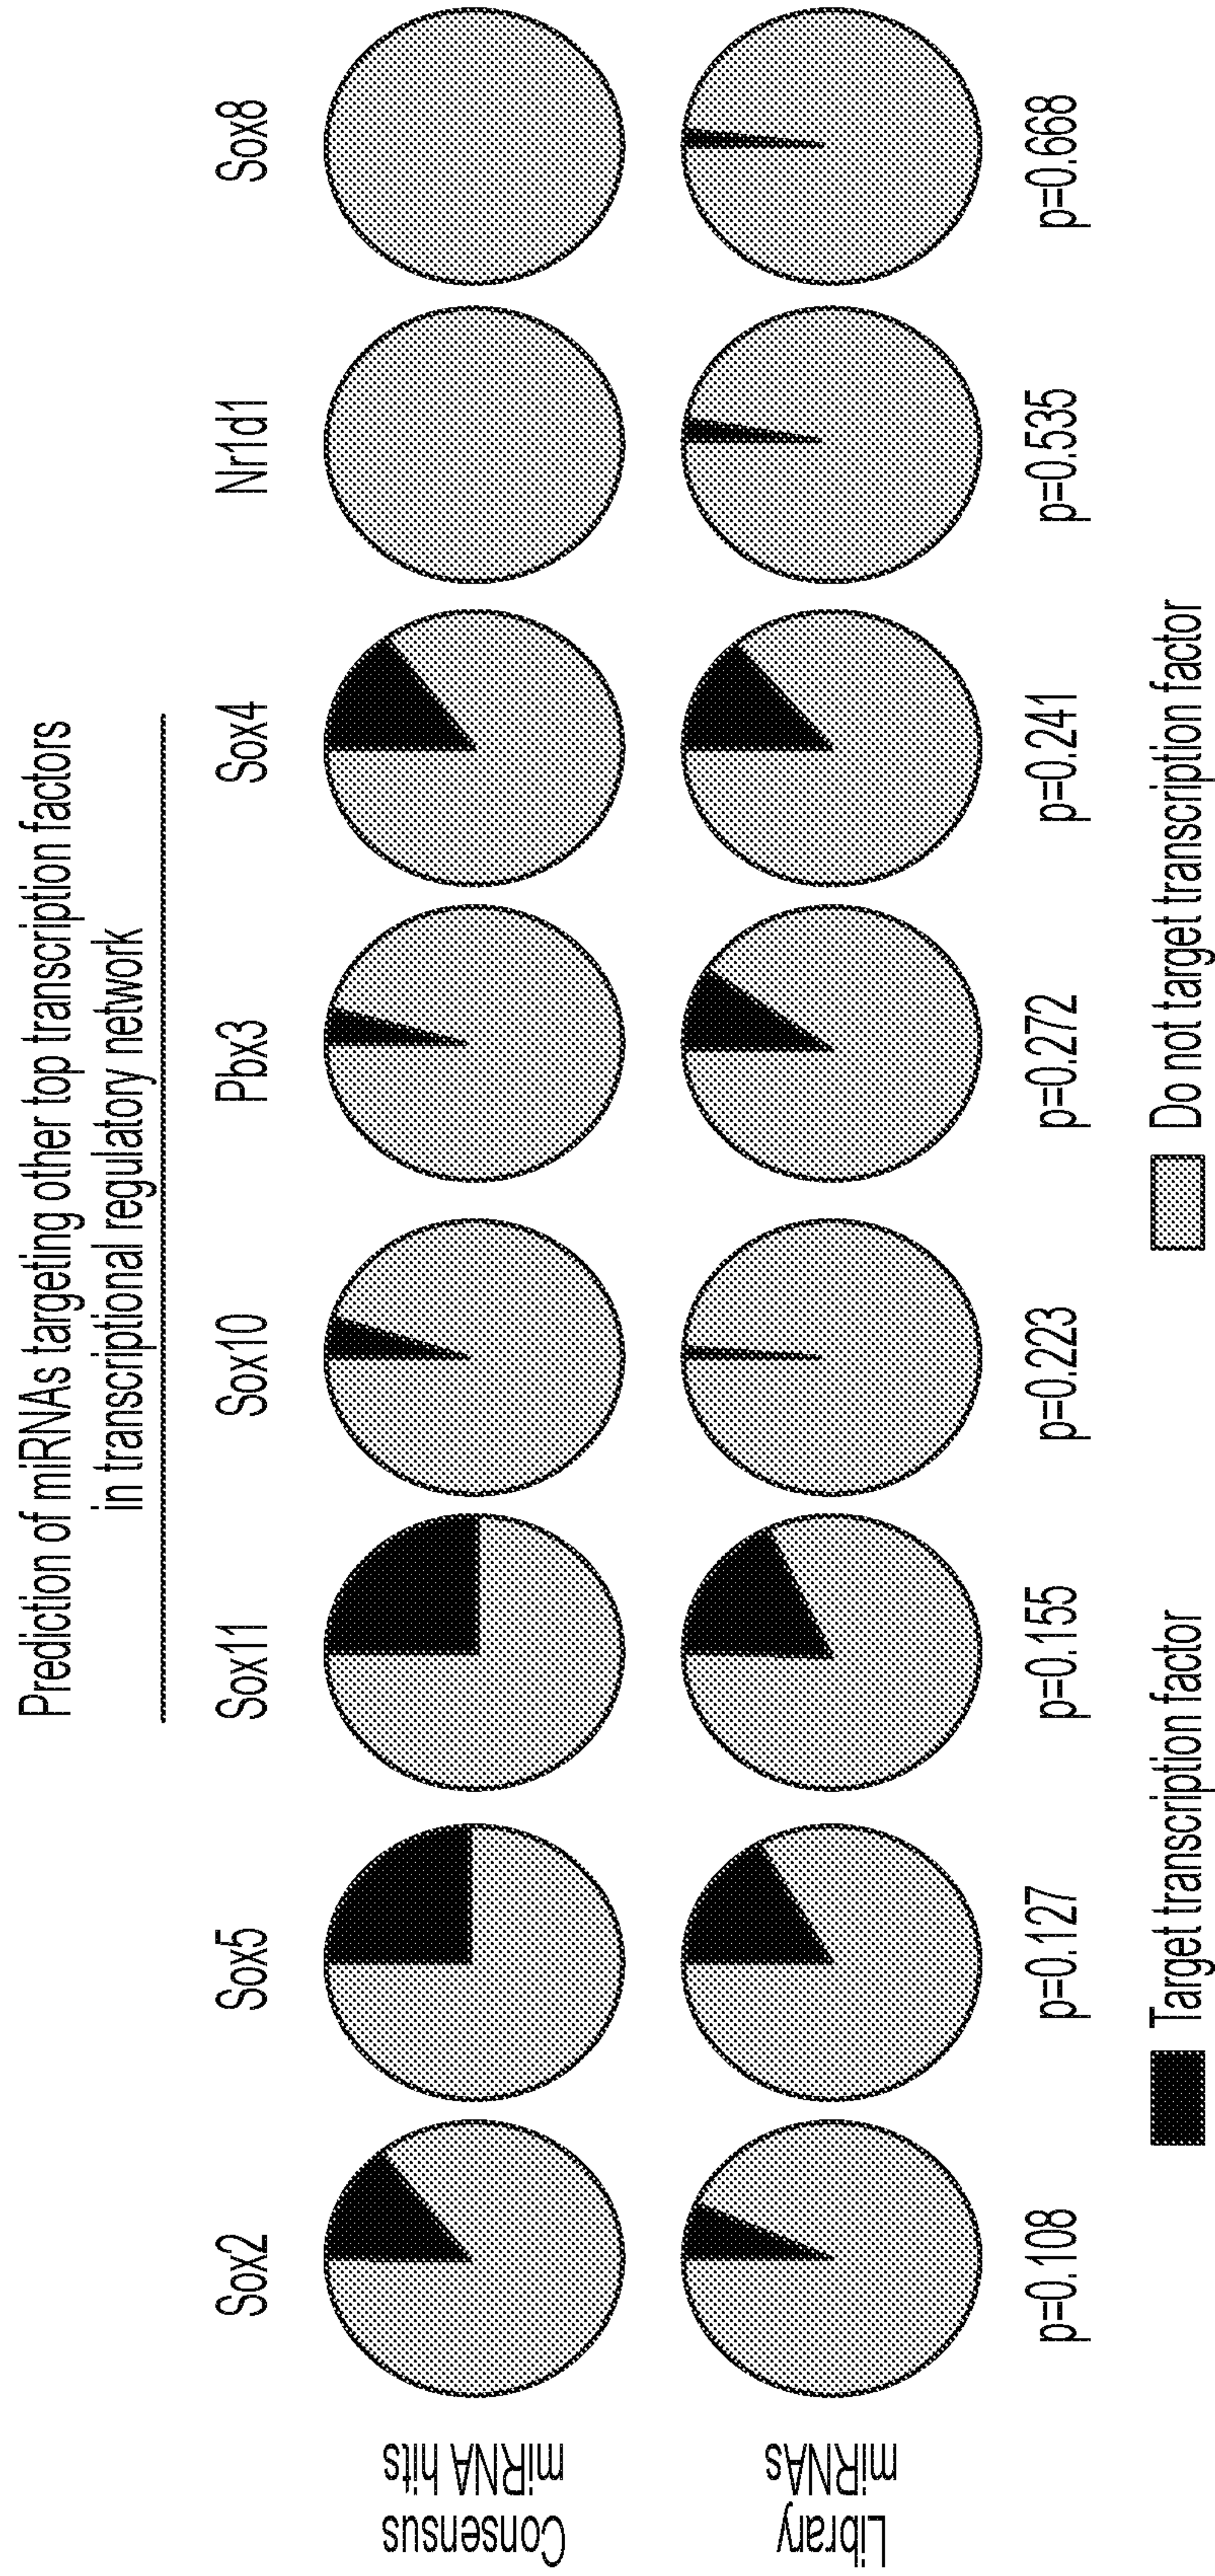 Prediction of miRNAs targeting other top transcription factors
in transcriptional regulatory network
Sox2 Sox5 Sox11 Sox10 Pbx3 Sox4 Nr1d1 Sox8
Consensus
miRNA hits
Library
miRNAs
p=0.108 p=0.127 p=0.155 p=0.223 p=0.272 p=0.241 p=0.535 p=0.668
Target transcription factor Do not target transcription factor